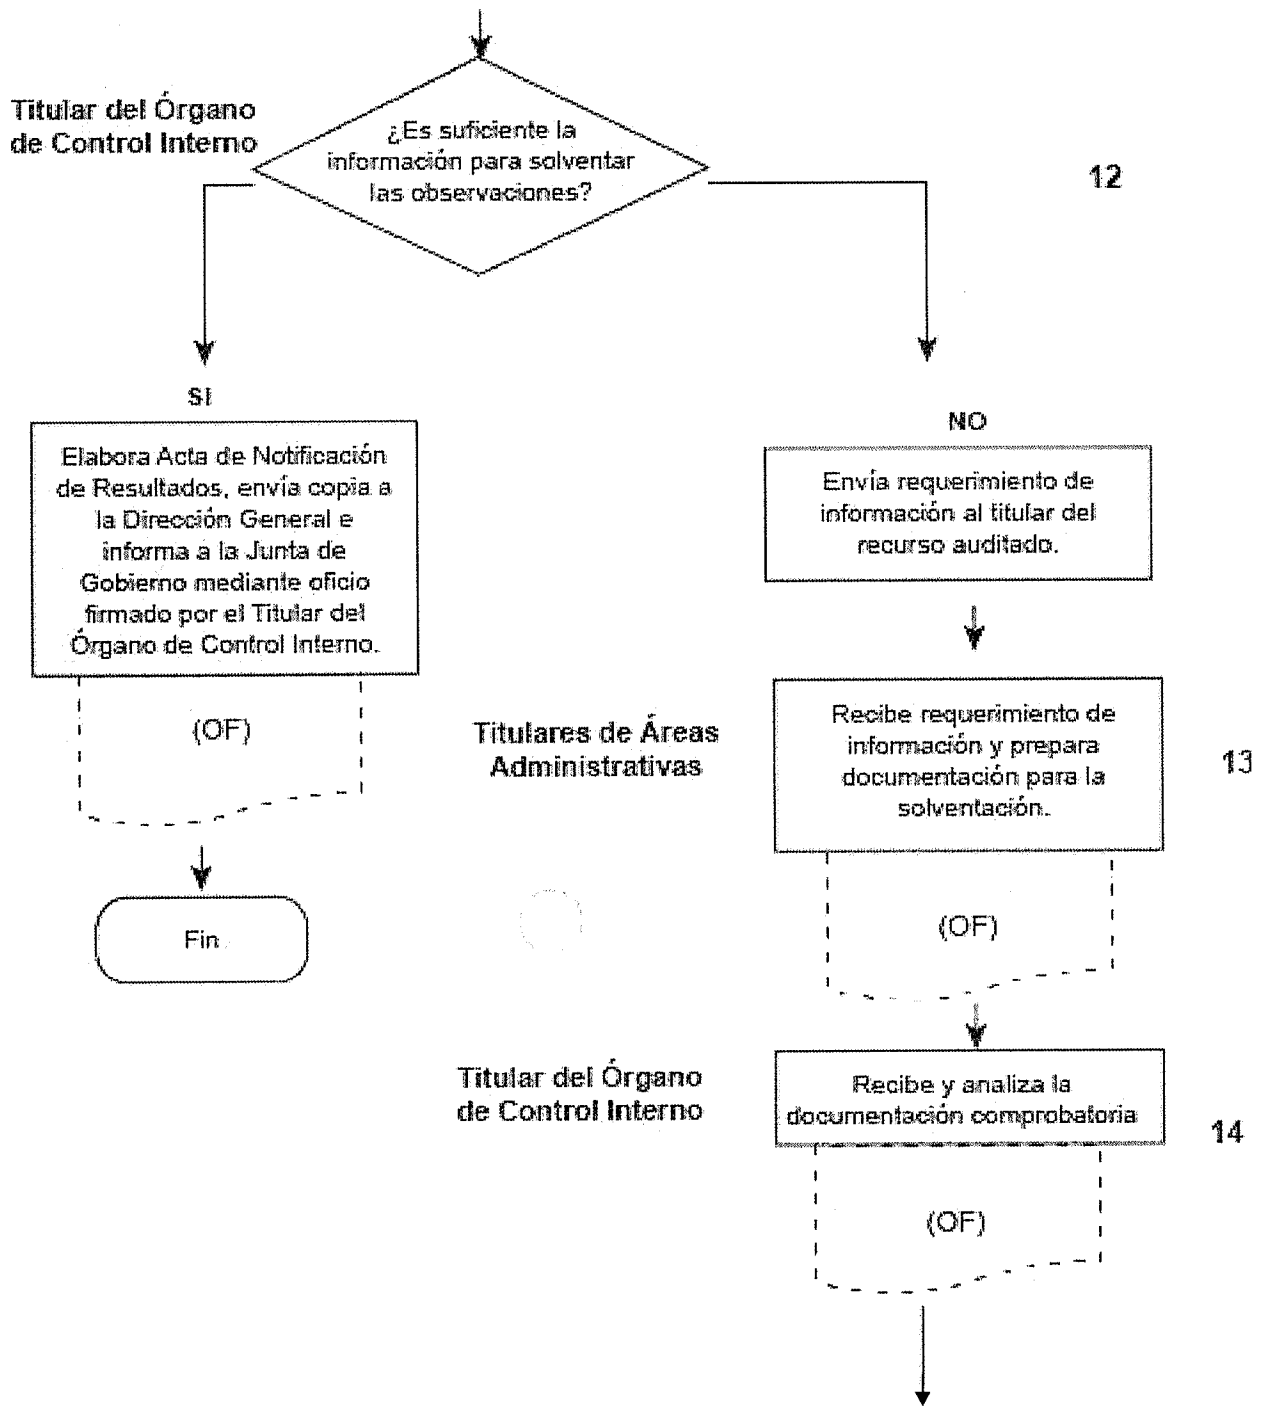 Titular del Órgano
de Control Interno
¿Es suficiente la
información para solventar
las observaciones?
12
SI
Elabora Acta de Notificación
de Resultados, envía copia a
la Dirección General e
informa a la Junta de
Gobierno mediante oficio
firmado por el Titular del
Órgano de Control Interno.
(OF)
Fin
NO
Envía requerimiento de
información al titular del
recurso auditado.
Titulares de Áreas
Administrativas
Recibe requerimiento de
información y prepara
documentación para la
solventación.
13
(OF)
Titular del Órgano
de Control Interno
Recibe y analiza la
documentación comprobatoria
14
(OF)